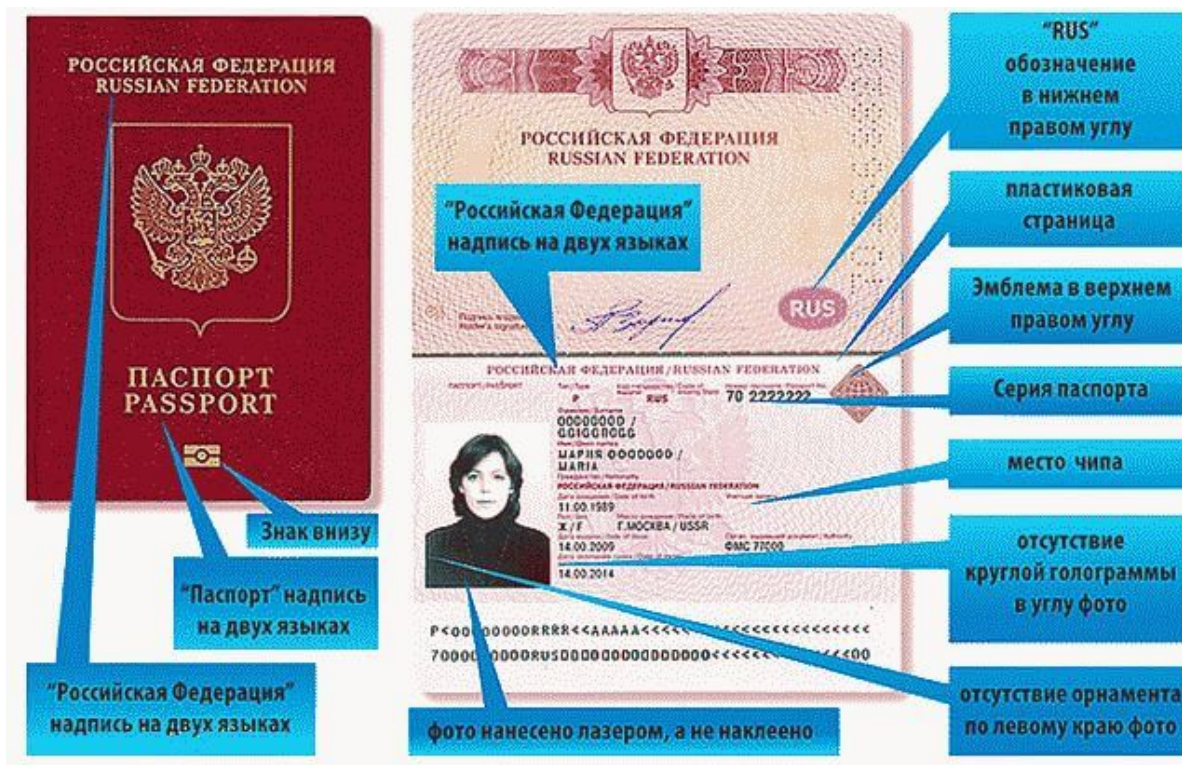 РОССИЙСКАЯ ФЕДЕРАЦИЯ
RUSSIAN FEDERATION
ПАСПОРТ
PASSPORT
Знак внизу
"Паспорт" надпись
на двух языках
"Российская Федерация"
надпись на двух языках
РОССИЙСКАЯ ФЕДЕРАЦИЯ
RUSSIAN FEDERATION
"Российская Федерация"
надпись на двух языках
RUS
РОССИЙСКАЯ ФЕДЕРАЦИЯ / RUSSIAN FEDERATION
ПАСПОРТ / PASSPORT
P RUS 70 2222222
MARIA
РОССИЙСКАЯ ФЕДЕРАЦИЯ / RUSSIAN FEDERATION
11.00.1989
Ж / F Г.МОСКВА / USSR
14.00.2009 ФМС 77000
14.00.2014
фото нанесено лазером, а не наклеено
"RUS"
обозначение
в нижнем
правом углу
пластиковая
страница
Эмблема в верхнем
правом углу
Серия паспорта
место чипа
отсутствие
круглой голограммы
в углу фото
отсутствие орнамента
по левому краю фото